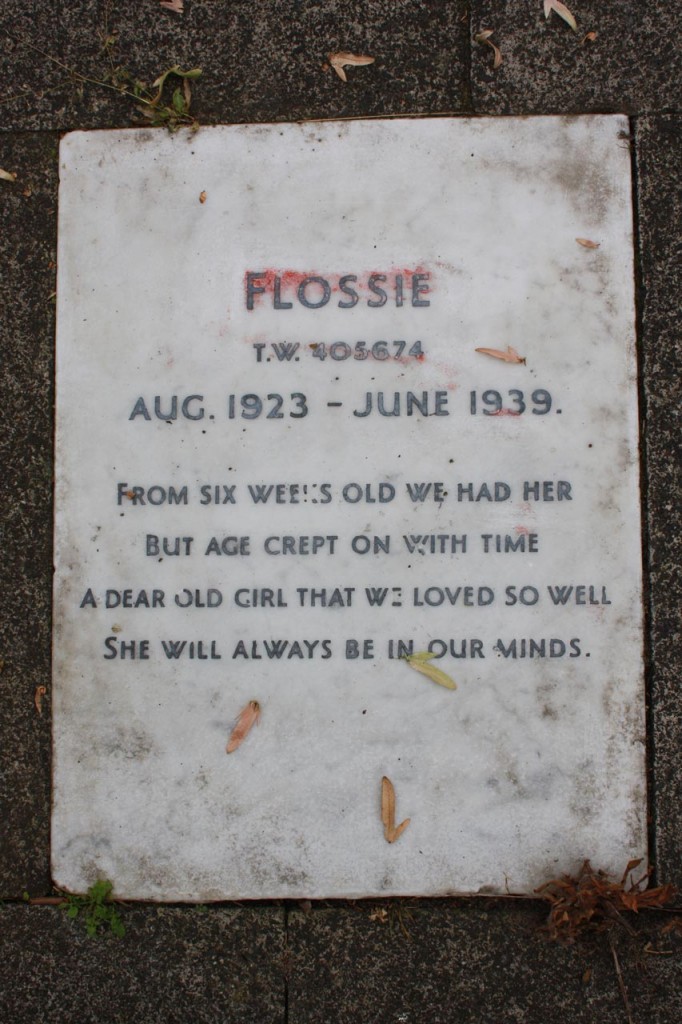 FLOSSIE
T.W. 405674
AUG. 1923 - JUNE 1939.
FROM SIX WEEKS OLD WE HAD HER
BUT AGE CREPT ON WITH TIME
A DEAR OLD GIRL THAT WE LOVED SO WELL
SHE WILL ALWAYS BE IN OUR MINDS.